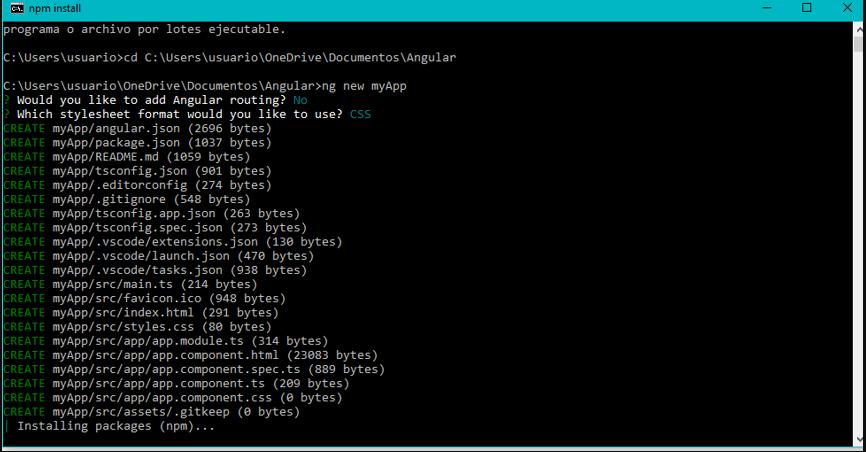 npm install
programa o archivo por lotes ejecutable.
C:\Users\usuario>cd C:\Users\usuario\OneDrive\Documentos\Angular
C:\Users\usuario\OneDrive\Documentos\Angular>ng new myApp
? Would you like to add Angular routing? No
? Which stylesheet format would you like to use? CSS
CREATE myApp/angular.json (2696 bytes)
CREATE myApp/package.json (1037 bytes)
CREATE myApp/README.md (1059 bytes)
CREATE myApp/tsconfig.json (901 bytes)
CREATE myApp/.editorconfig (274 bytes)
CREATE myApp/.gitignore (548 bytes)
CREATE myApp/tsconfig.app.json (263 bytes)
CREATE myApp/tsconfig.spec.json (273 bytes)
CREATE myApp/.vscode/extensions.json (130 bytes)
CREATE myApp/.vscode/launch.json (470 bytes)
CREATE myApp/.vscode/tasks.json (938 bytes)
CREATE myApp/src/main.ts (214 bytes)
CREATE myApp/src/favicon.ico (948 bytes)
CREATE myApp/src/index.html (291 bytes)
CREATE myApp/src/styles.css (80 bytes)
CREATE myApp/src/app/app.module.ts (314 bytes)
CREATE myApp/src/app/app.component.html (23083 bytes)
CREATE myApp/src/app/app.component.spec.ts (889 bytes)
CREATE myApp/src/app/app.component.ts (209 bytes)
CREATE myApp/src/app/app.component.css (0 bytes)
CREATE myApp/src/assets/.gitkeep (0 bytes)
| Installing packages (npm)...